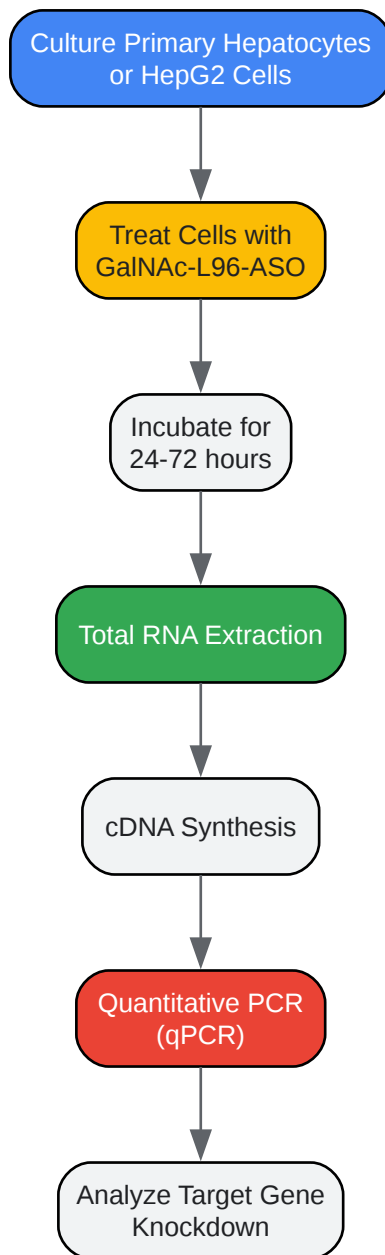 Culture Primary Hepatocytes
or HepG2 Cells
Treat Cells with
GalNAc-L96-ASO
Incubate for
24-72 hours
Total RNA Extraction
cDNA Synthesis
Quantitative PCR
(qPCR)
Analyze Target Gene
Knockdown